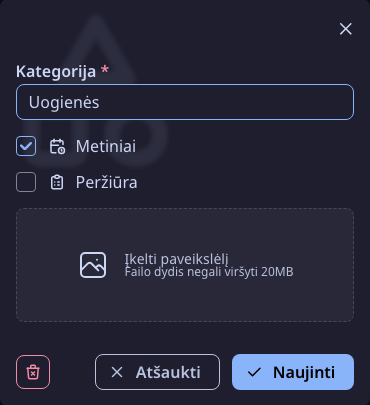 Kategorija *
Uogienės
Metiniai
Peržiūra
Įkelti paveikslėlį
Failo dydis negali viršyti 20MB
Atšaukti
Naujinti